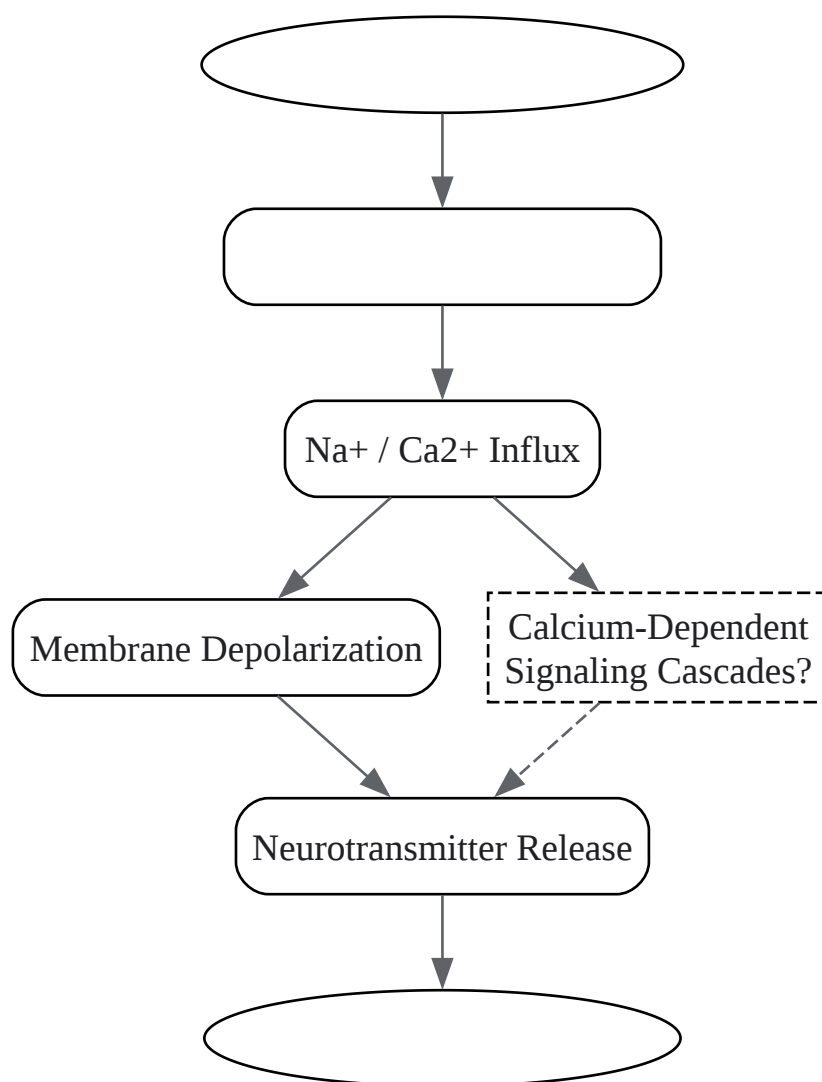 Na+ / Ca2+ Influx
Membrane Depolarization
Calcium-Dependent
Signaling Cascades?
Neurotransmitter Release